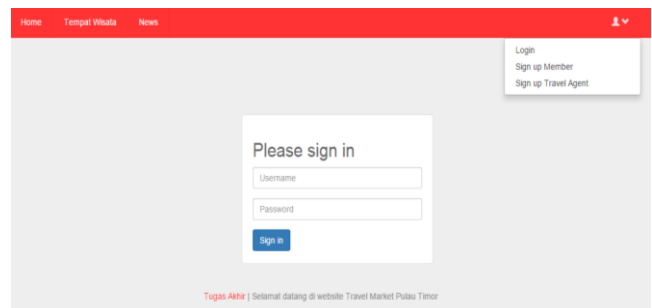 Home Tempat Wisata News
Login
Sign up Member
Sign up Travel Agent
Please sign in
Username
Password
Sign in
Tugas Akhir | Selamat datang di website Travel Market Pulau Timor